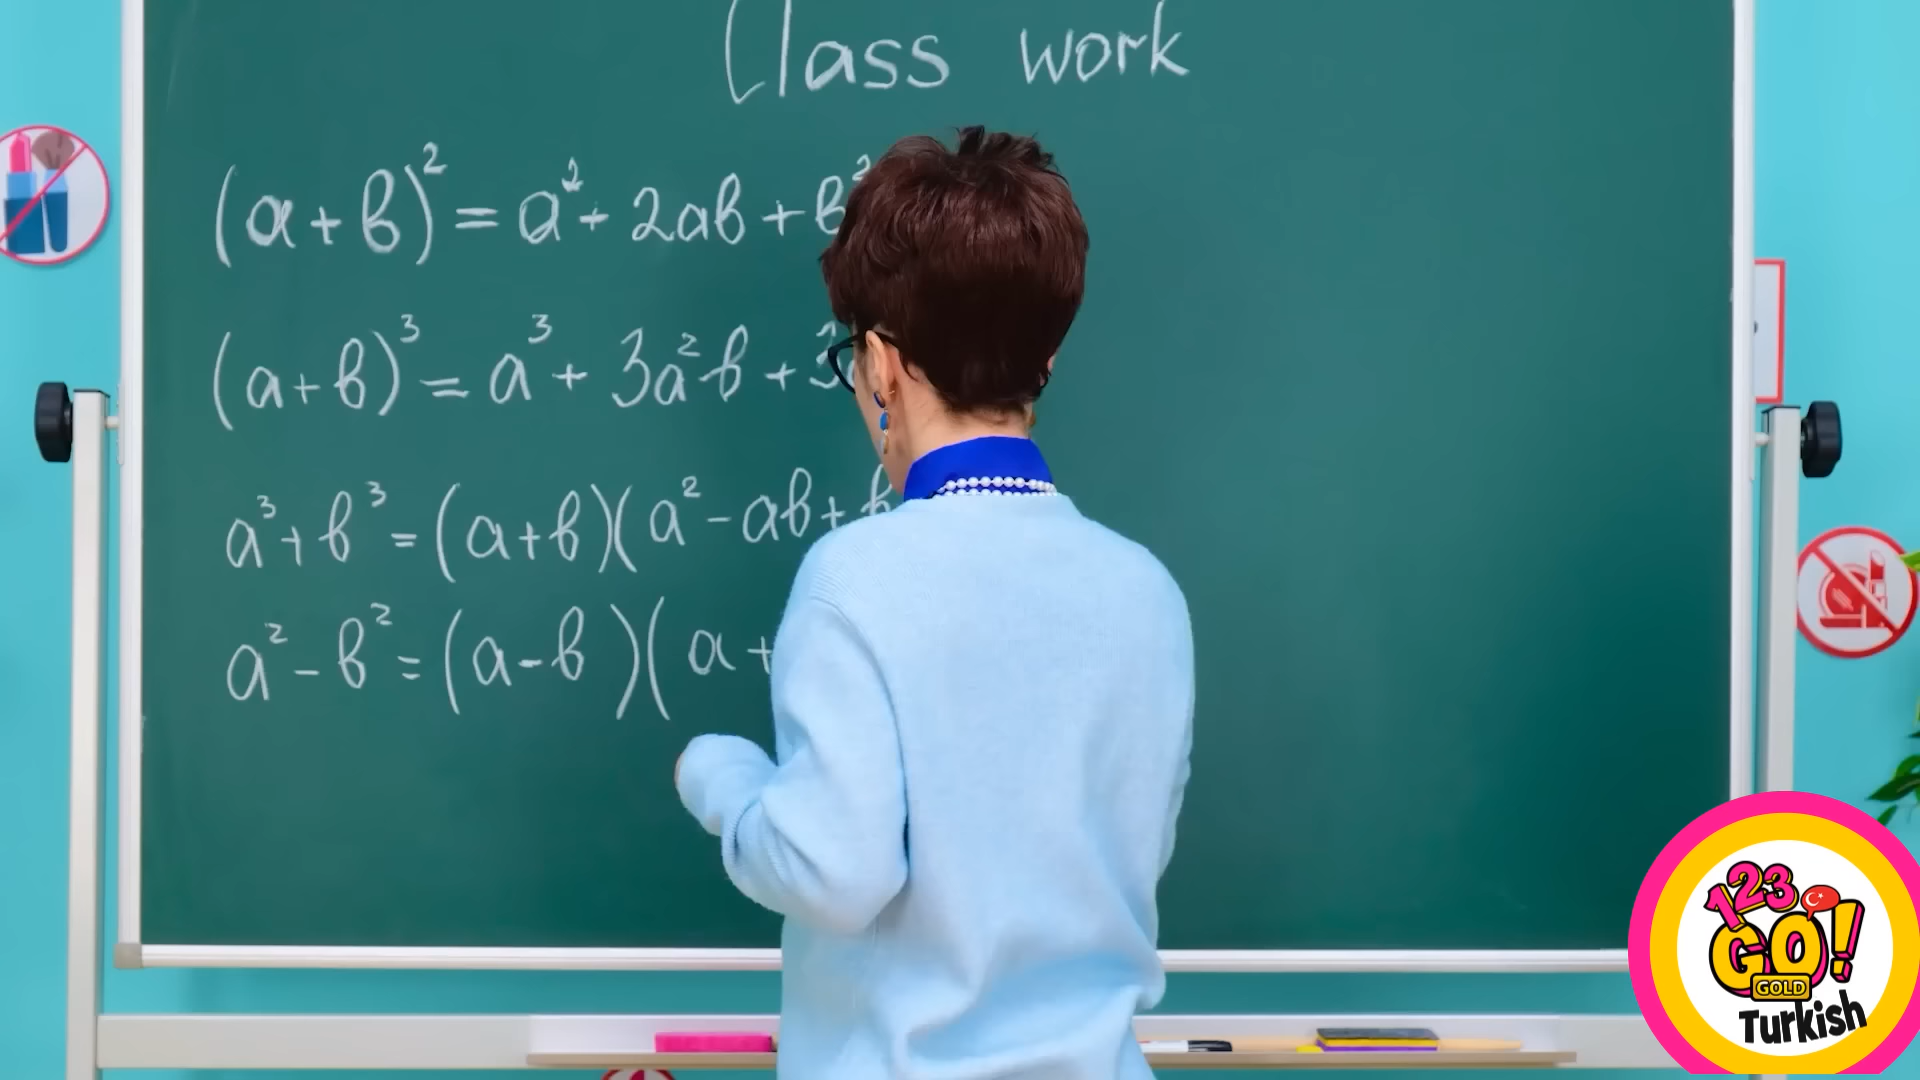 Class work
(a+b)² = a² + 2ab + b²
(a+b)³ = a³ + 3a²b + 3
a³ + b³ = (a+b)(a² - ab + b
a² - b² = (a-b)(a+
123
GO!
GOLD
Turkish